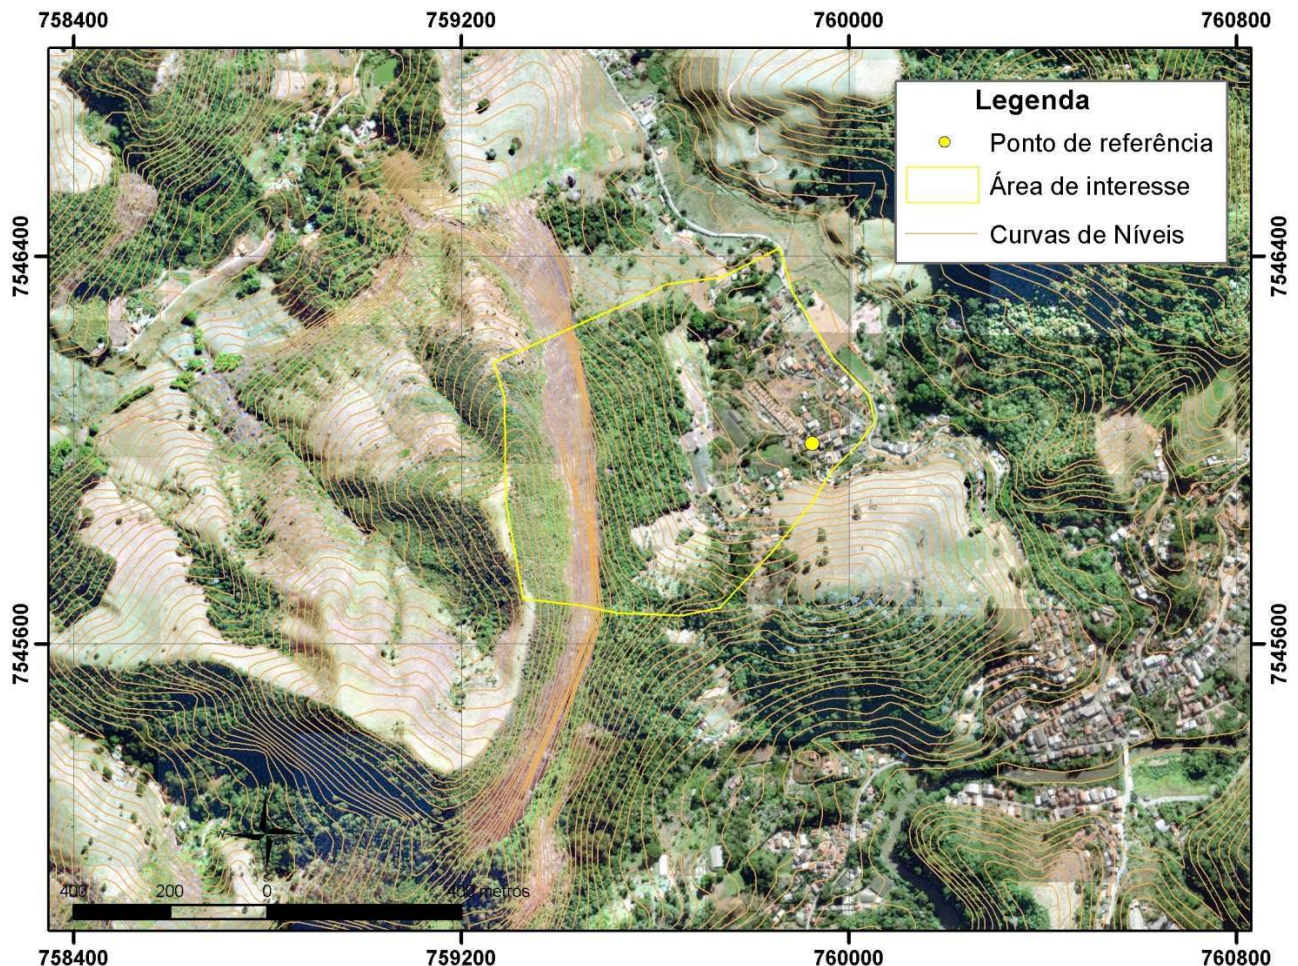 758400 759200 760000 760800
Legenda
Ponto de referência
Área de interesse
Curvas de Níveis
7546400
7546400
7545600
7545600
400 200 0 400 metros
758400 759200 760000 760800